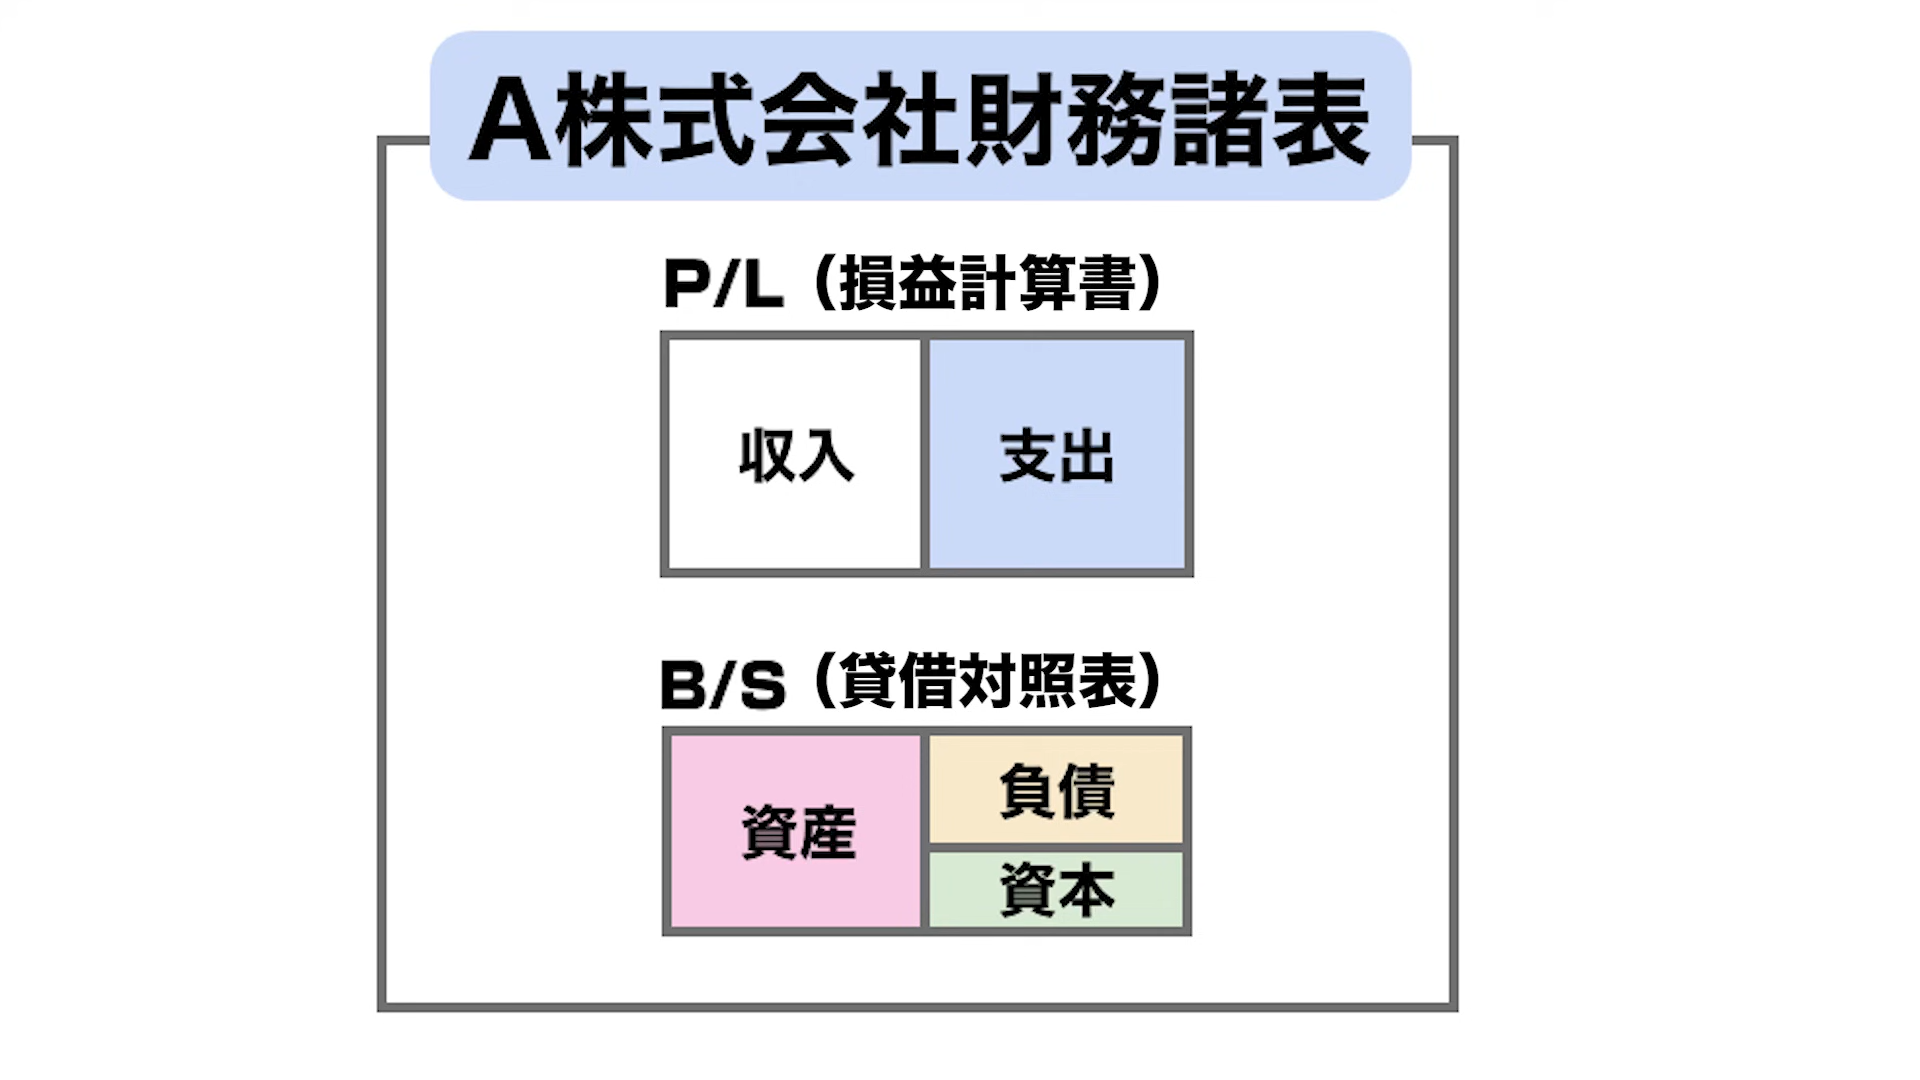 A株式会社財務諸表
P/L（損益計算書）
収入
支出
B/S（貸借対照表）
資産
負債
資本